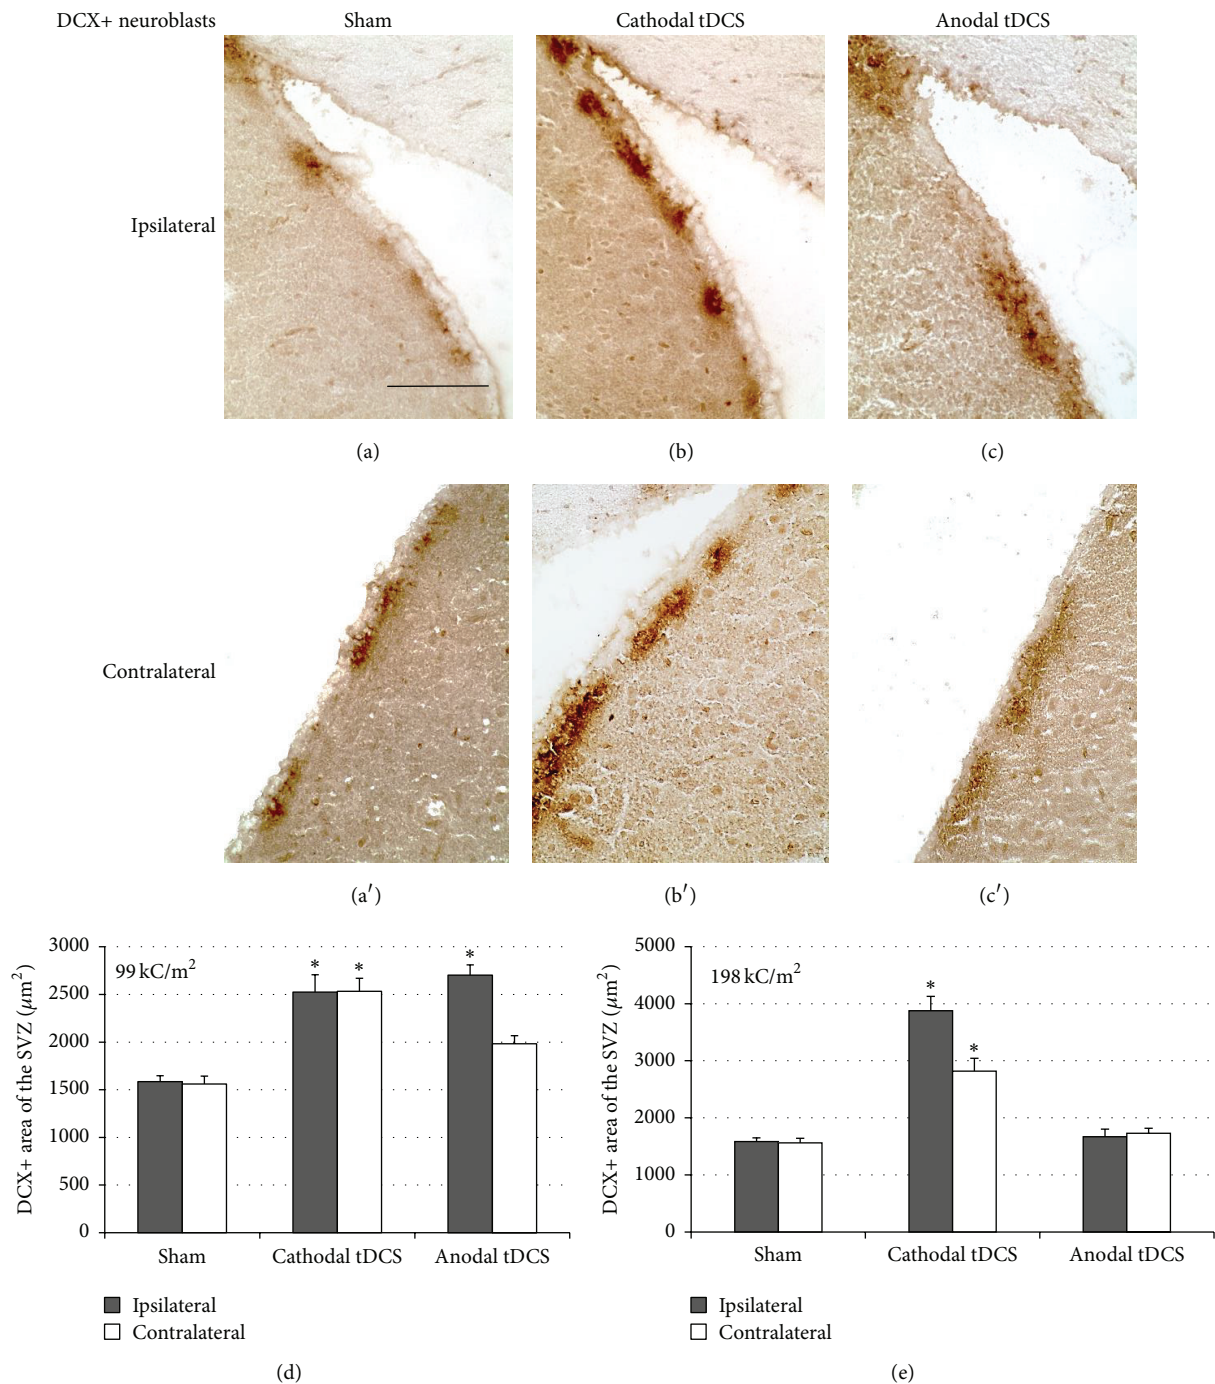 DCX+ neuroblasts Sham Cathodal tDCS Anodal tDCS
Ipsilateral
(a) (b) (c)
Contralateral
(a′) (b′) (c′)
DCX+ area of the SVZ (μm²)
3000
2500
2000
1500
1000
500
0
99 kC/m²
* * *
Sham Cathodal tDCS Anodal tDCS
Ipsilateral
Contralateral
(d)
DCX+ area of the SVZ (μm²)
5000
4000
3000
2000
1000
0
198 kC/m²
* *
Sham Cathodal tDCS Anodal tDCS
Ipsilateral
Contralateral
(e)